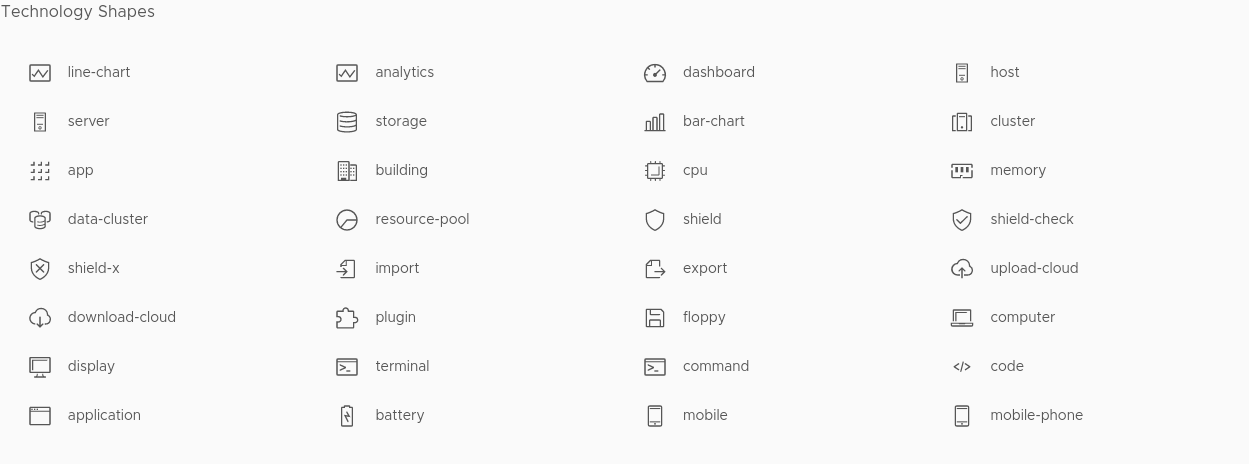 Technology Shapes
line-chart analytics dashboard host
server storage bar-chart cluster
app building cpu memory
data-cluster resource-pool shield shield-check
shield-x import export upload-cloud
download-cloud plugin floppy computer
display terminal command code
application battery mobile mobile-phone